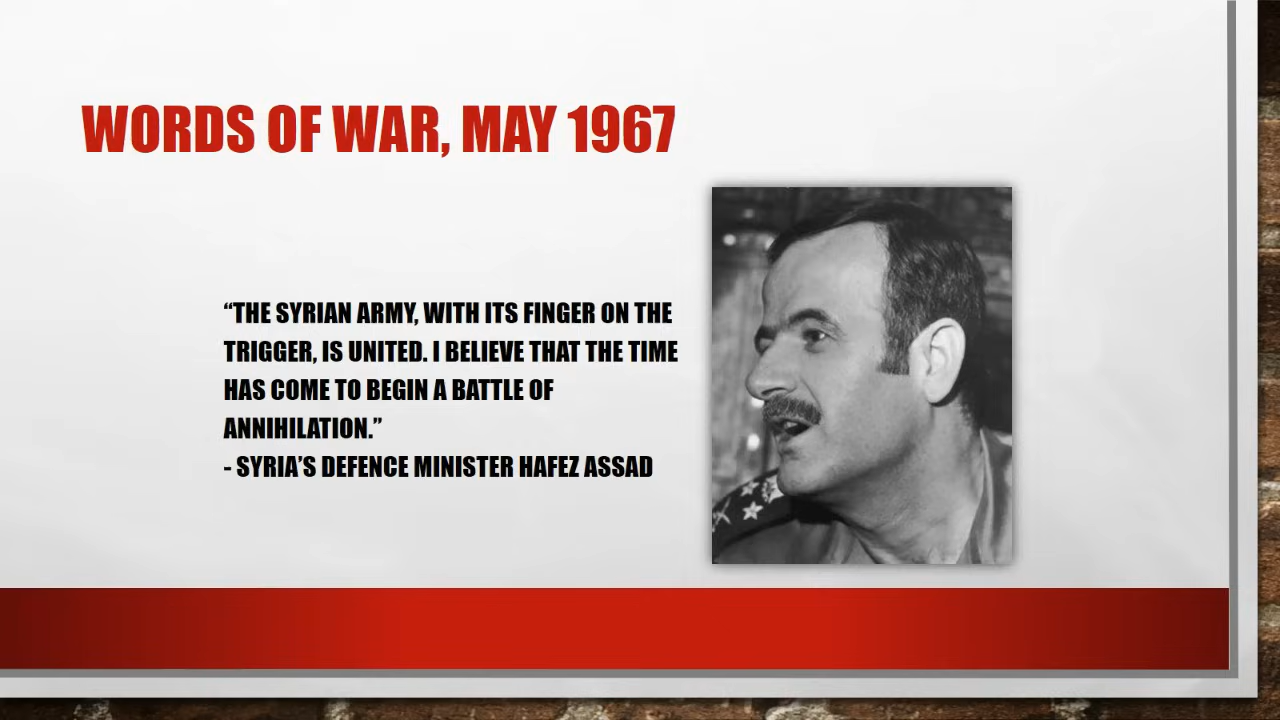 WORDS OF WAR, MAY 1967
“THE SYRIAN ARMY, WITH ITS FINGER ON THE
TRIGGER, IS UNITED. I BELIEVE THAT THE TIME
HAS COME TO BEGIN A BATTLE OF
ANNIHILATION.”
- SYRIA’S DEFENCE MINISTER HAFEZ ASSAD